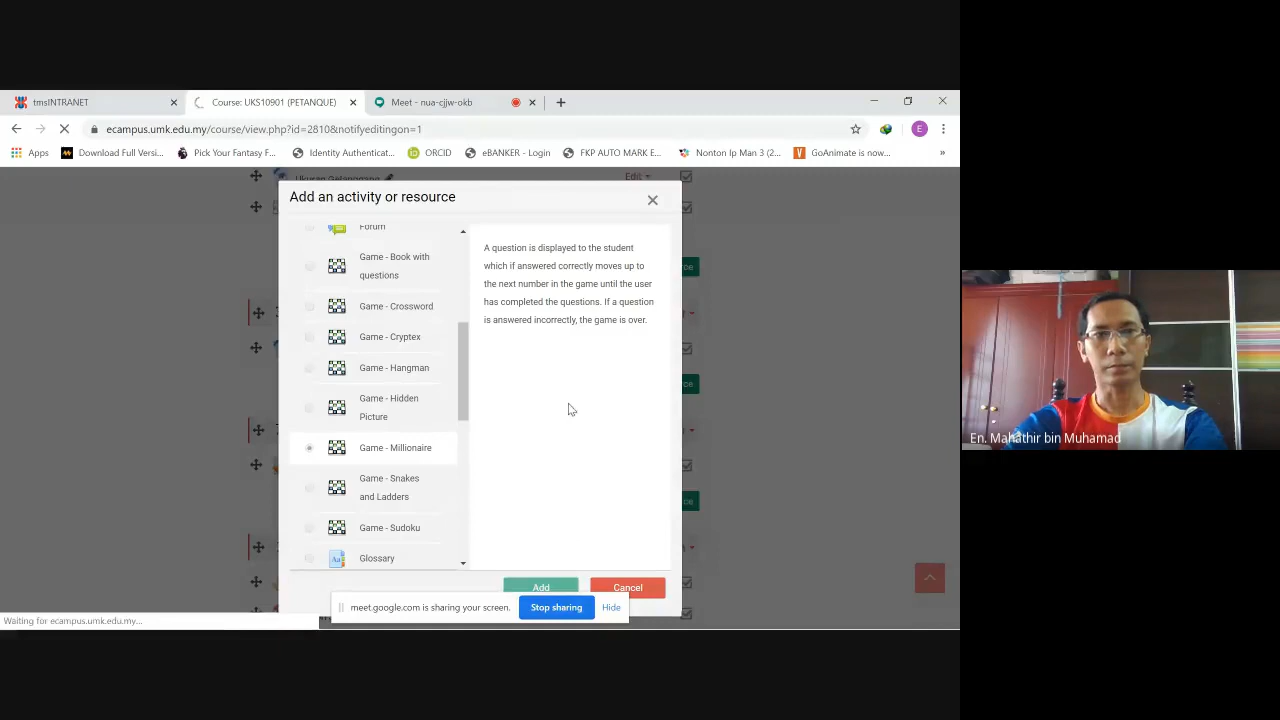 tmsINTRANET
Course: UKS10901 (PETANQUE)
Meet - nua-cjjw-okb
ecampus.umk.edu.my/course/view.php?id=2810&notifyeditingon=1
Apps
Download Full Versi...
Pick Your Fantasy F...
Identity Authenticat...
ORCID
eBANKER - Login
FKP AUTO MARK E...
Nonton Ip Man 3 (2...
GoAnimate is now...
»
Ukuran Gelanggang
Edit
Add an activity or resource
Forum
Game - Book with
questions
Game - Crossword
Game - Cryptex
Game - Hangman
Game - Hidden
Picture
Game - Millionaire
Game - Snakes
and Ladders
Game - Sudoku
Glossary
A question is displayed to the student
which if answered correctly moves up to
the next number in the game until the user
has completed the questions. If a question
is answered incorrectly, the game is over.
Add
Cancel
meet.google.com is sharing your screen.
Stop sharing
Hide
Waiting for ecampus.umk.edu.my...
En. Mahathir bin Muhamad